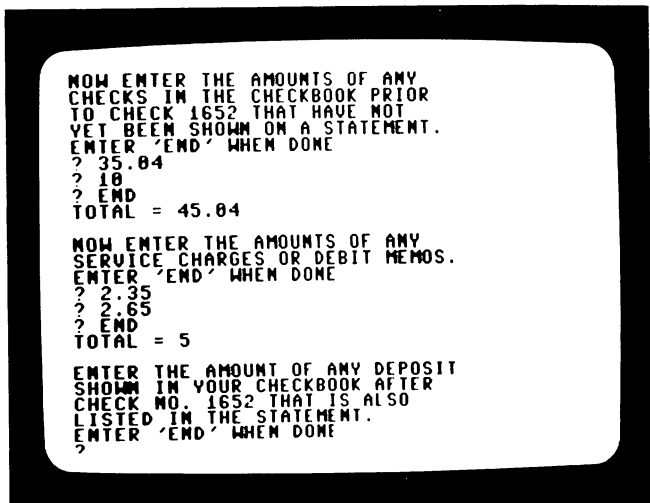 NOW ENTER THE AMOUNTS OF ANY
CHECKS IN THE CHECKBOOK PRIOR
TO CHECK 1652 THAT HAVE NOT
YET BEEN SHOWN ON A STATEMENT.
ENTER 'END' WHEN DONE
? 35.04
? 10
? END
TOTAL = 45.04
NOW ENTER THE AMOUNTS OF ANY
SERVICE CHARGES OR DEBIT MEMOS.
ENTER 'END' WHEN DONE
? 2.35
? 2.65
? END
TOTAL = 5
ENTER THE AMOUNT OF ANY DEPOSIT
SHOWN IN YOUR CHECKBOOK AFTER
CHECK NO. 1652 THAT IS ALSO
LISTED IN THE STATEMENT.
ENTER 'END' WHEN DONE
?